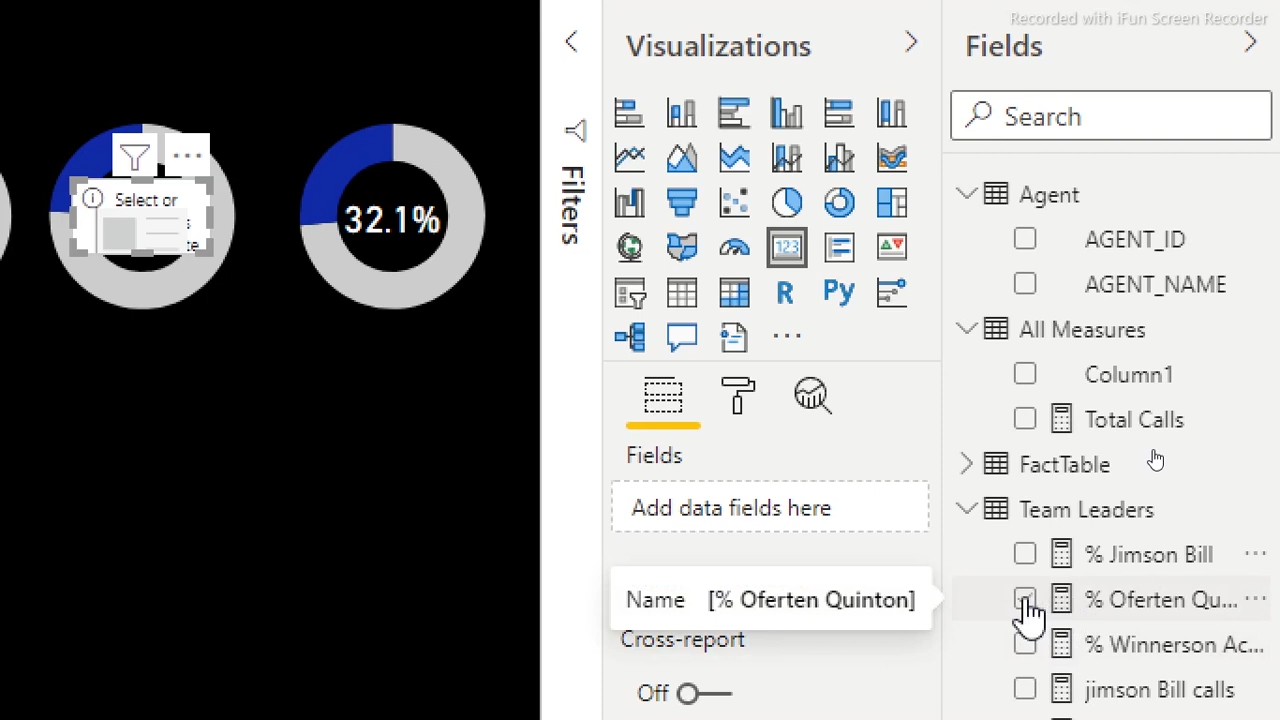 Recorded with iFun Screen Recorder
Visualizations
Fields
Search
Filters
Select or
32.1%
123
R
Py
Fields
Add data fields here
Name [% Oferten Quinton]
Cross-report
Off
Agent
AGENT_ID
AGENT_NAME
All Measures
Column1
Total Calls
FactTable
Team Leaders
% Jimson Bill
% Oferten Qu...
% Winnerson Ac...
jimson Bill calls